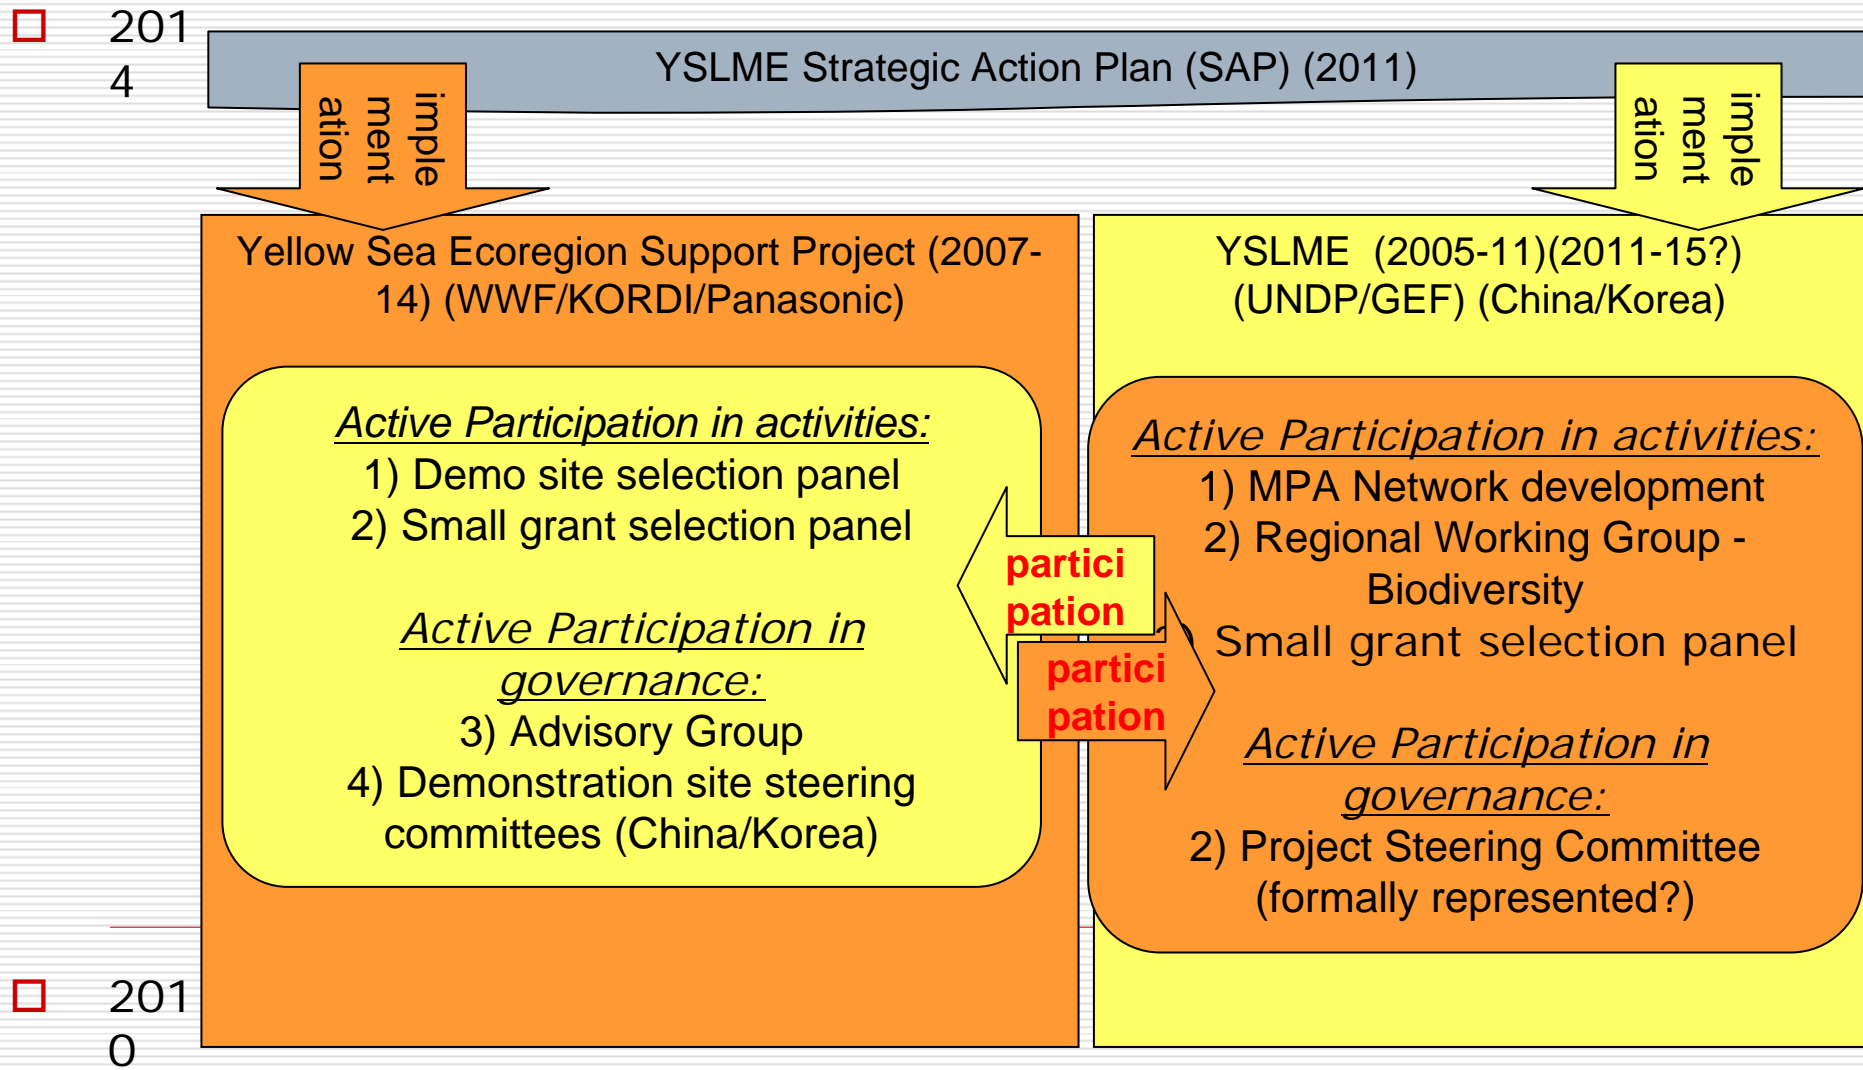 201
4
YSLME Strategic Action Plan (SAP) (2011)
imple
ment
ation
imple
ment
ation
Yellow Sea Ecoregion Support Project (2007-
14) (WWF/KORDI/Panasonic)
Active Participation in activities:
1) Demo site selection panel
2) Small grant selection panel
Active Participation in
governance:
3) Advisory Group
4) Demonstration site steering
committees (China/Korea)
partici
pation
partici
pation
YSLME (2005-11)(2011-15?)
(UNDP/GEF) (China/Korea)
Active Participation in activities:
1) MPA Network development
2) Regional Working Group -
Biodiversity
Small grant selection panel
Active Participation in
governance:
2) Project Steering Committee
(formally represented?)
201
0